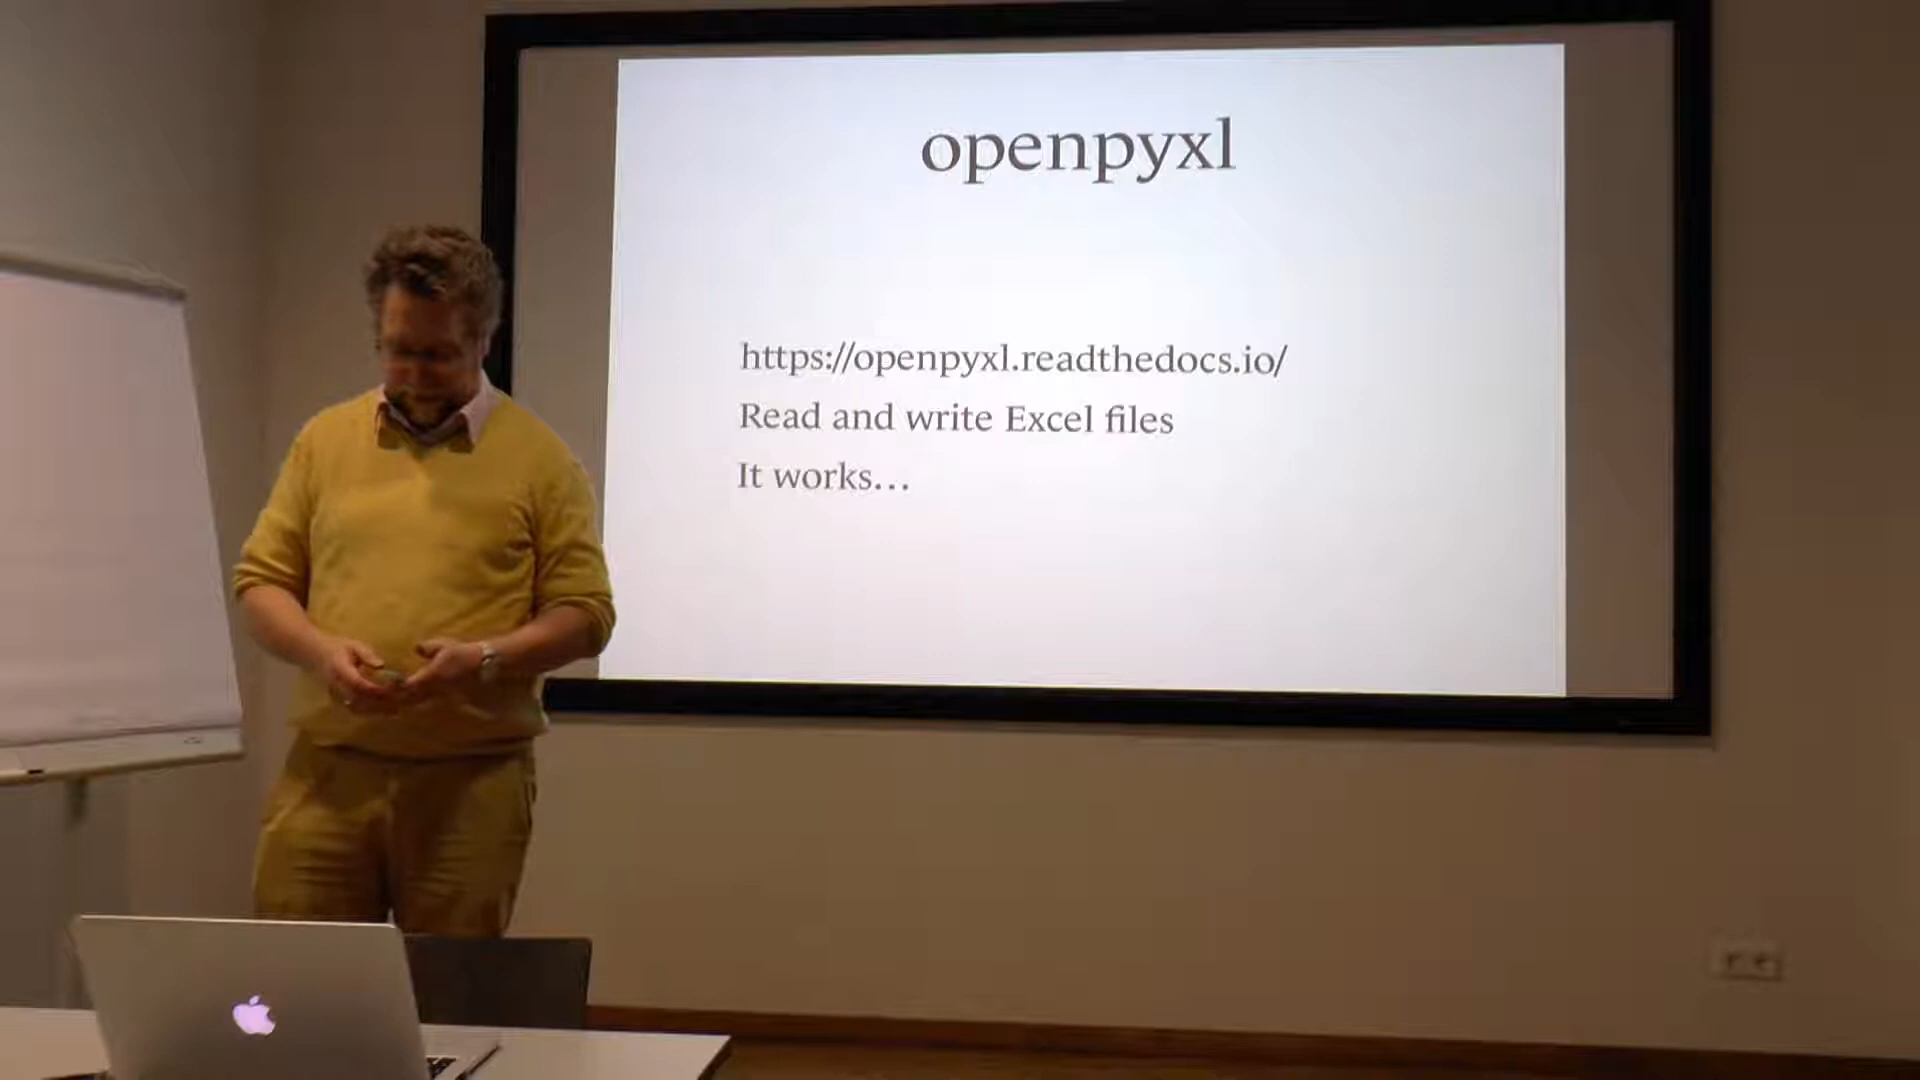 openpyxl
https://openpyxl.readthedocs.io/
Read and write Excel files
It works…